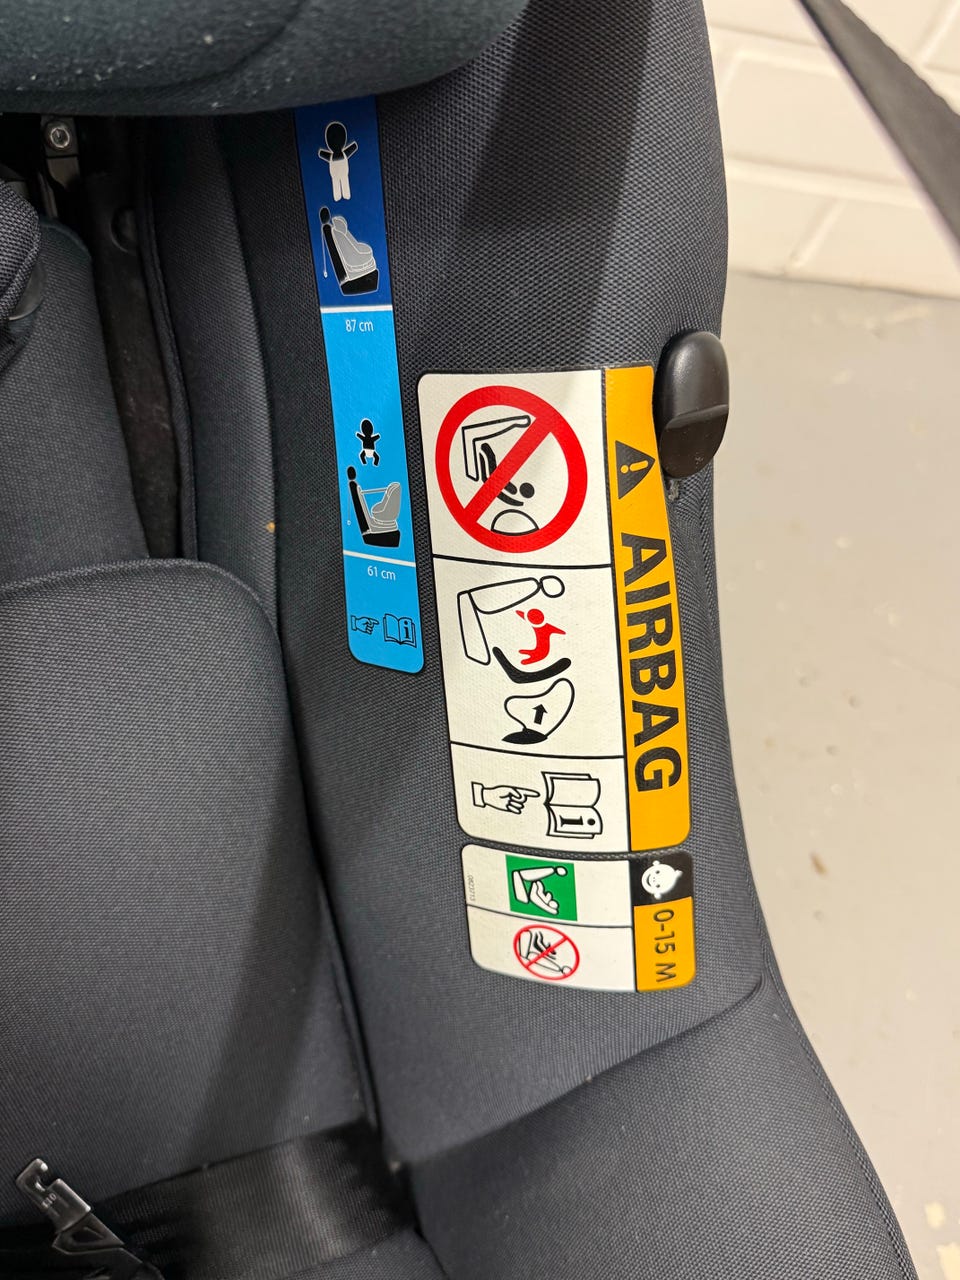 87 cm
61 cm
i
AIRBAG
i
0-15 M